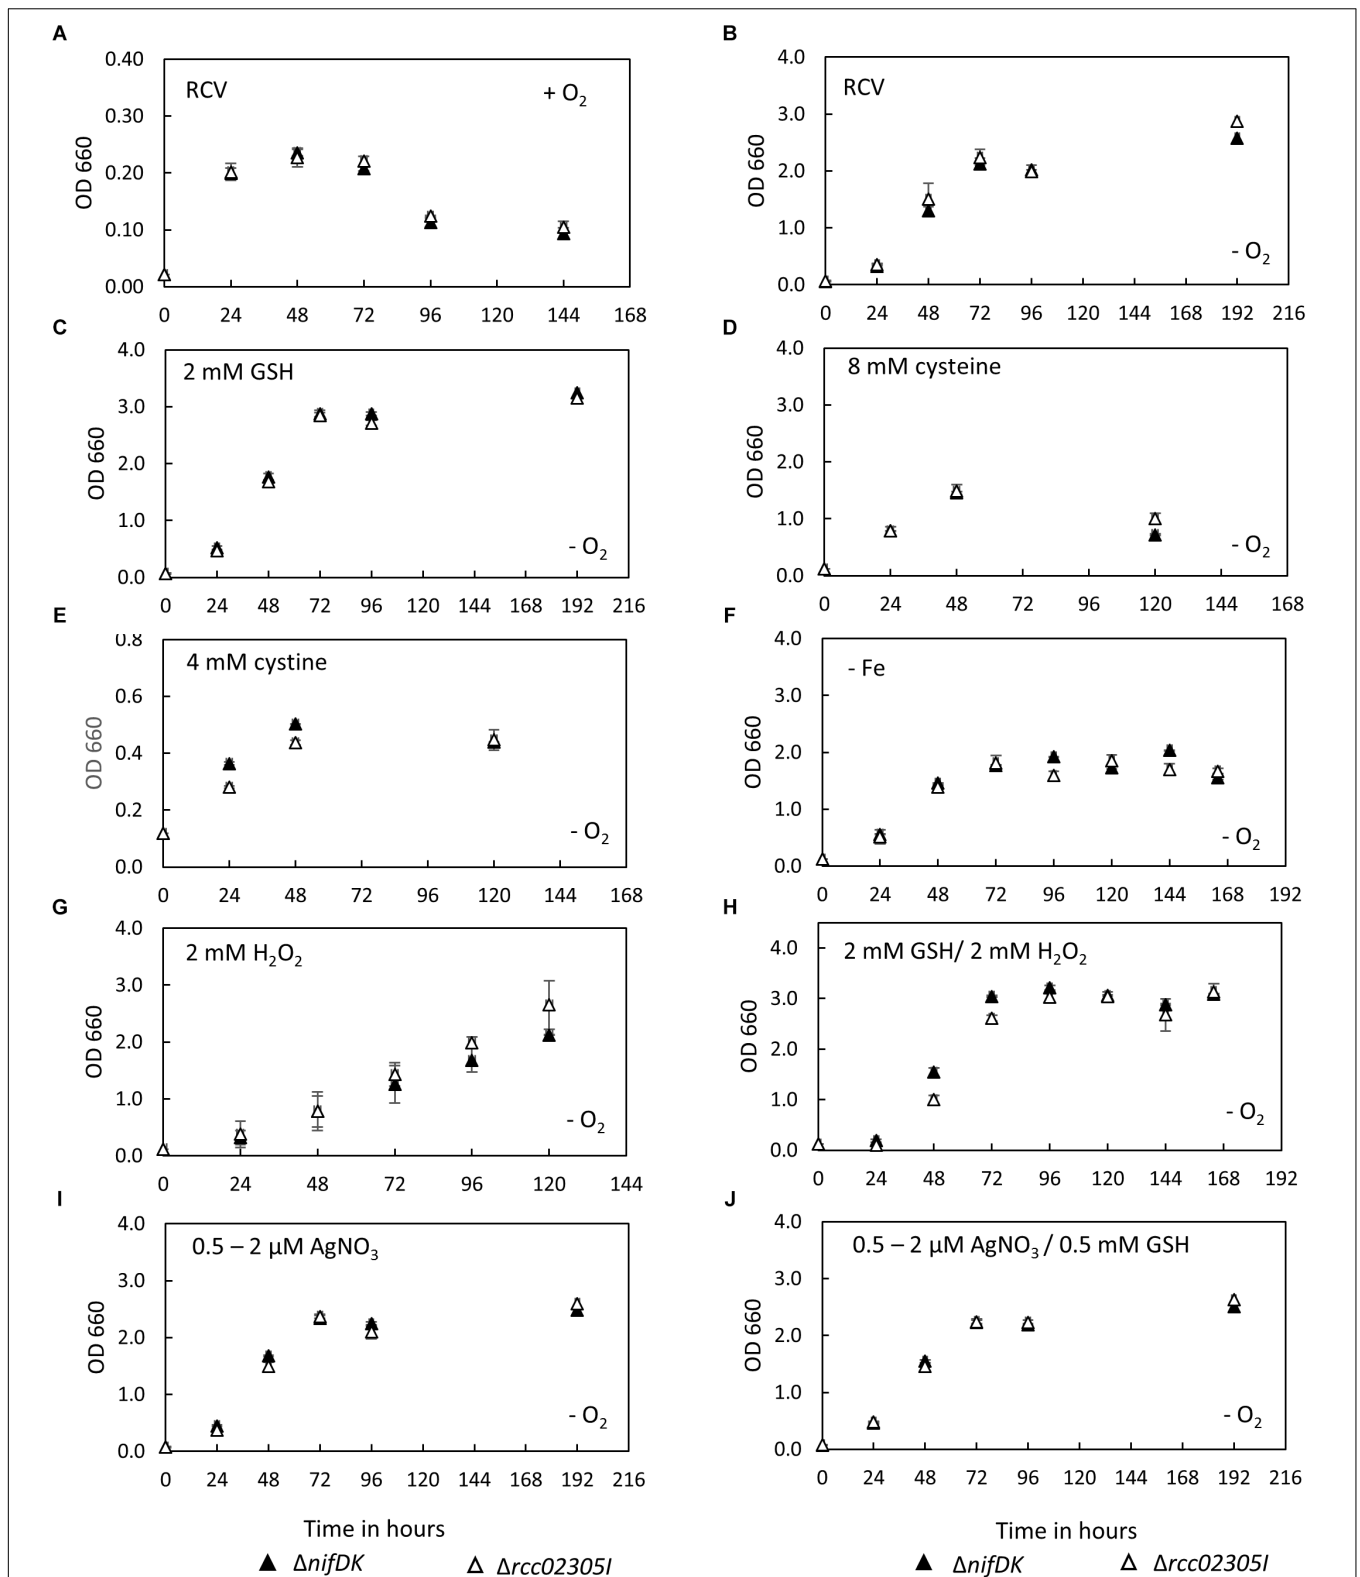 A
RCV
+ O2
OD 660
0.40
0.30
0.20
0.10
0.00
0 24 48 72 96 120 144 168
B
RCV
- O2
OD 660
4.0
3.0
2.0
1.0
0.0
0 24 48 72 96 120 144 168 192 216
C
2 mM GSH
- O2
OD 660
4.0
3.0
2.0
1.0
0.0
0 24 48 72 96 120 144 168 192 216
D
8 mM cysteine
- O2
OD 660
4.0
3.0
2.0
1.0
0.0
0 24 48 72 96 120 144 168
E
4 mM cystine
- O2
OD 660
0.8
0.6
0.4
0.2
0.0
0 24 48 72 96 120 144 168
F
- Fe
- O2
OD 660
4.0
3.0
2.0
1.0
0.0
0 24 48 72 96 120 144 168 192
G
2 mM H2O2
- O2
OD 660
4.0
3.0
2.0
1.0
0.0
0 24 48 72 96 120 144
H
2 mM GSH/ 2 mM H2O2
- O2
OD 660
4.0
3.0
2.0
1.0
0.0
0 24 48 72 96 120 144 168 192
I
0.5 – 2 µM AgNO3
- O2
OD 660
4.0
3.0
2.0
1.0
0.0
0 24 48 72 96 120 144 168 192 216
J
0.5 – 2 µM AgNO3 / 0.5 mM GSH
- O2
OD 660
4.0
3.0
2.0
1.0
0.0
0 24 48 72 96 120 144 168 192 216
Time in hours
ΔnifDK Δrcc02305I
Time in hours
ΔnifDK Δrcc02305I